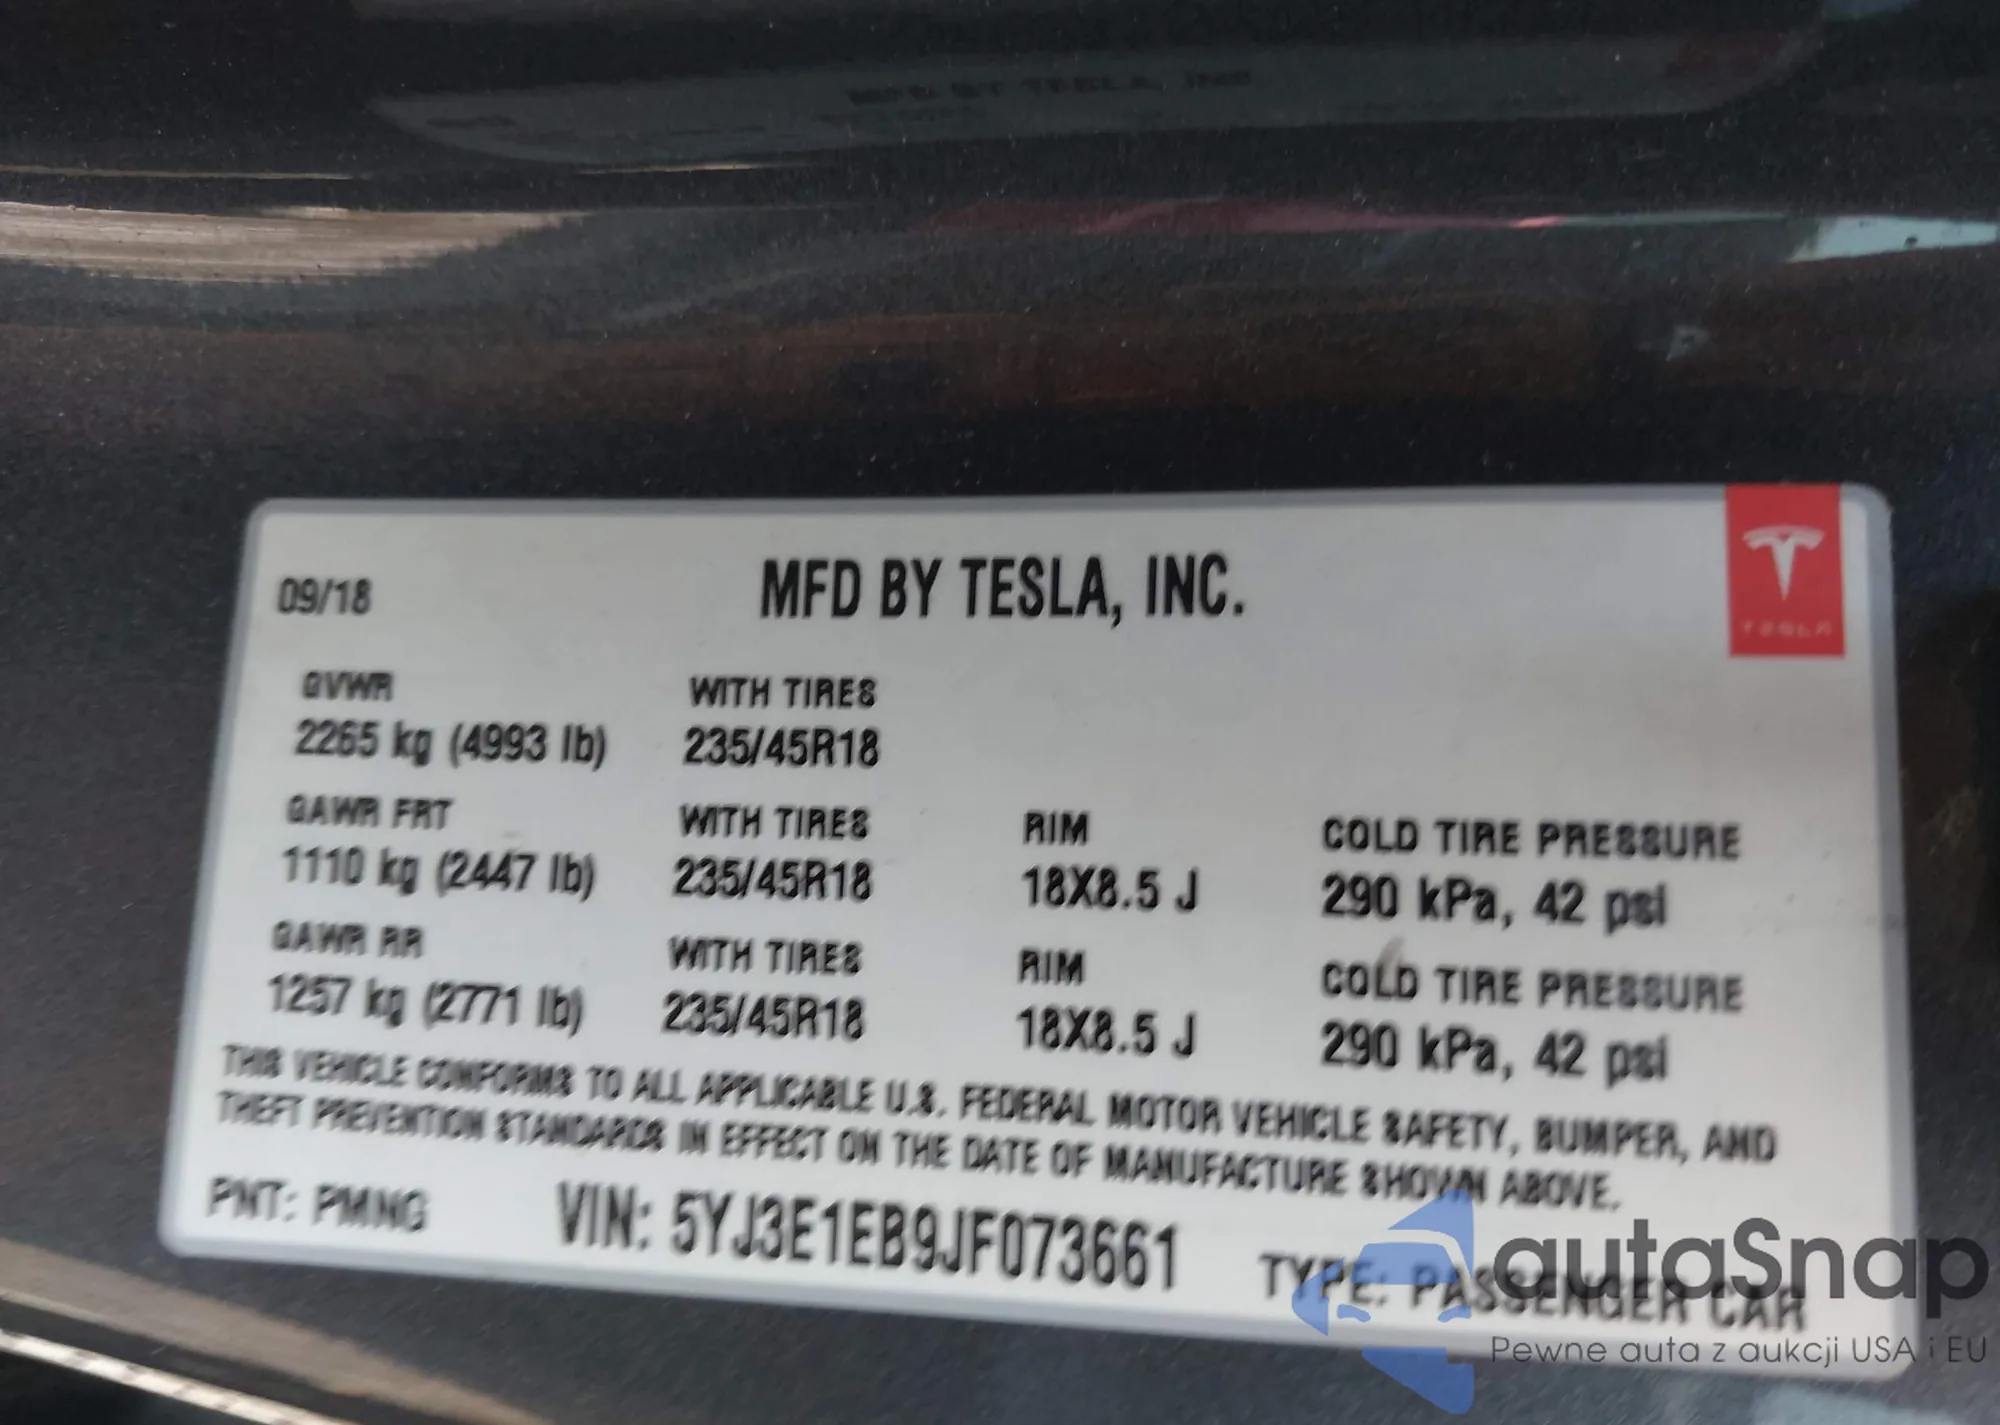 MFD BY TESLA, INC.
09/18 MFD BY TESLA, INC.
TESLA
GVWR WITH TIRES
2265 kg (4993 lb) 235/45R18
GAWR FRT WITH TIRES RIM COLD TIRE PRESSURE
1110 kg (2447 lb) 235/45R18 18X8.5 J 290 kPa, 42 psi
GAWR RR WITH TIRES RIM COLD TIRE PRESSURE
1257 kg (2771 lb) 235/45R18 18X8.5 J 290 kPa, 42 psi
THIS VEHICLE CONFORMS TO ALL APPLICABLE U.S. FEDERAL MOTOR VEHICLE SAFETY, BUMPER, AND
THEFT PREVENTION STANDARDS IN EFFECT ON THE DATE OF MANUFACTURE SHOWN ABOVE.
PNT: PMNG VIN: 5YJ3E1EB9JF073661 TYPE: PASSENGER CAR
autaSnap
Pewne auta z aukcji USA i EU